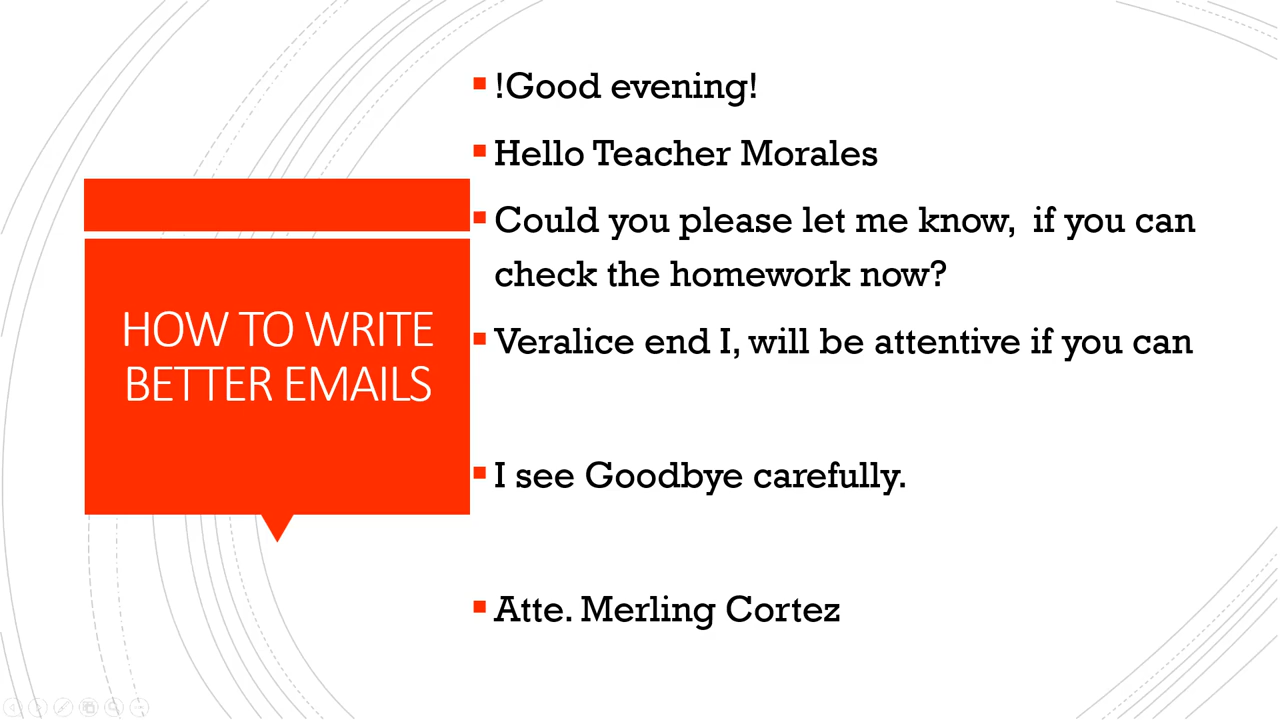 !Good evening!
Hello Teacher Morales
Could you please let me know,  if you can
check the homework now?
HOW TO WRITE
BETTER EMAILS
Veralice end I, will be attentive if you can
I see Goodbye carefully.
Atte. Merling Cortez